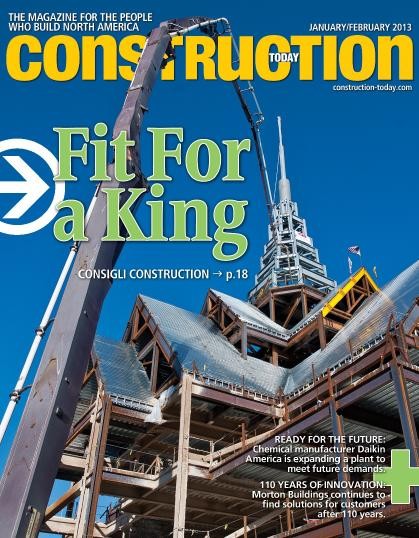 THE MAGAZINE FOR THE PEOPLE
WHO BUILD NORTH AMERICA
JANUARY/FEBRUARY 2013
CONSTRUCTION
TODAY
construction-today.com
Fit For
a King
CONSIGLI CONSTRUCTION → p.18
READY FOR THE FUTURE:
Chemical manufacturer Daikin
America is expanding a plant to
meet future demands.
110 YEARS OF INNOVATION:
Morton Buildings continues to
find solutions for customers
after 110 years.